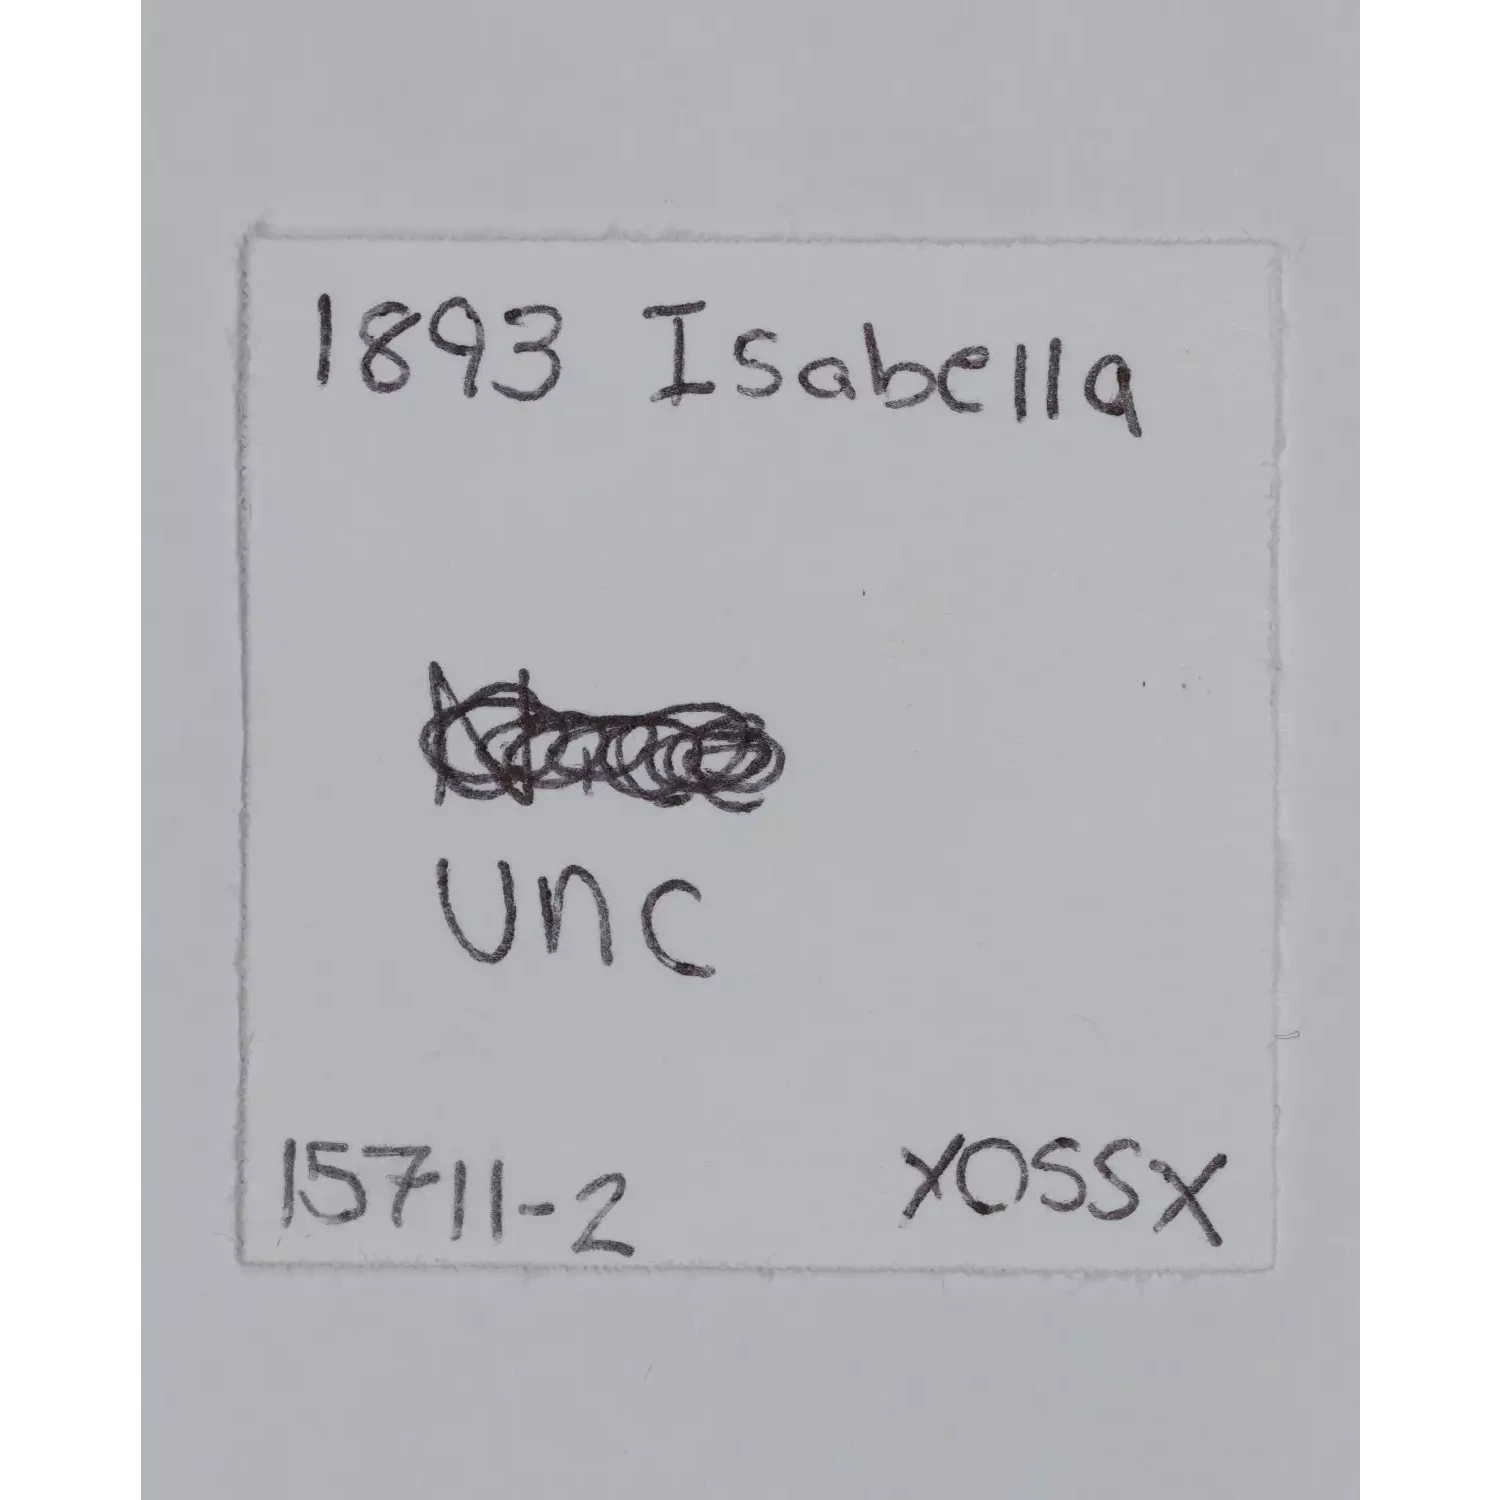 1893 Isabella
Unc
15711-2 XOSSX